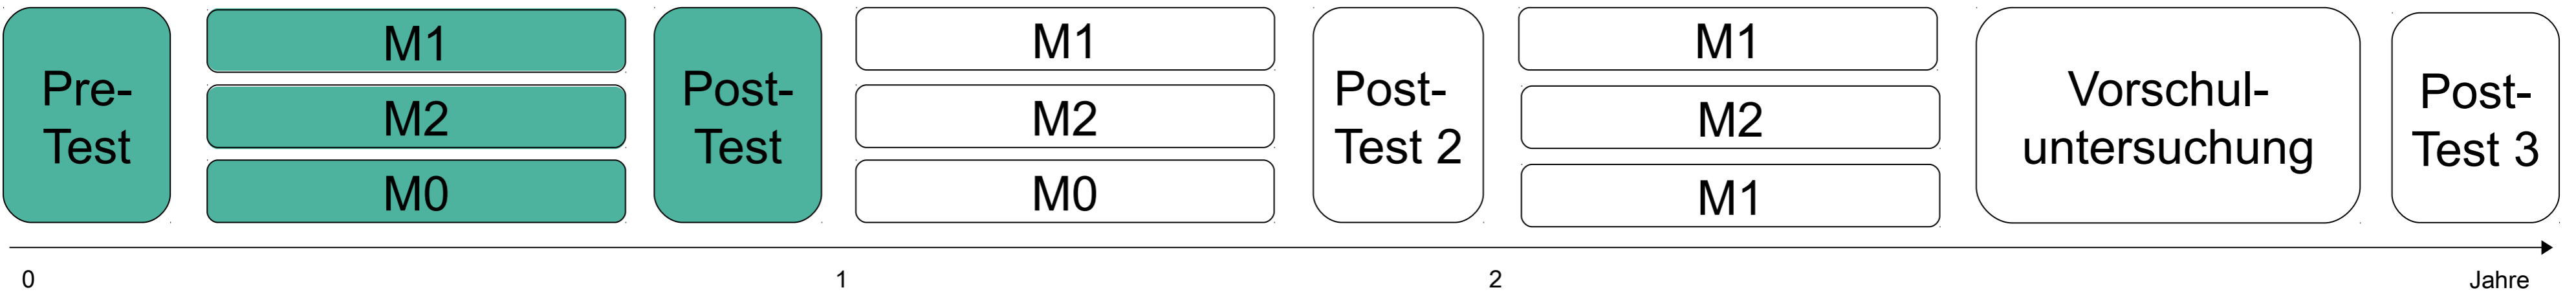 Pre-
Test
M1
M2
M0
Post-
Test
M1
M2
M0
Post-
Test 2
M1
M2
M1
Vorschul-
untersuchung
Post-
Test 3
0
1
2
Jahre